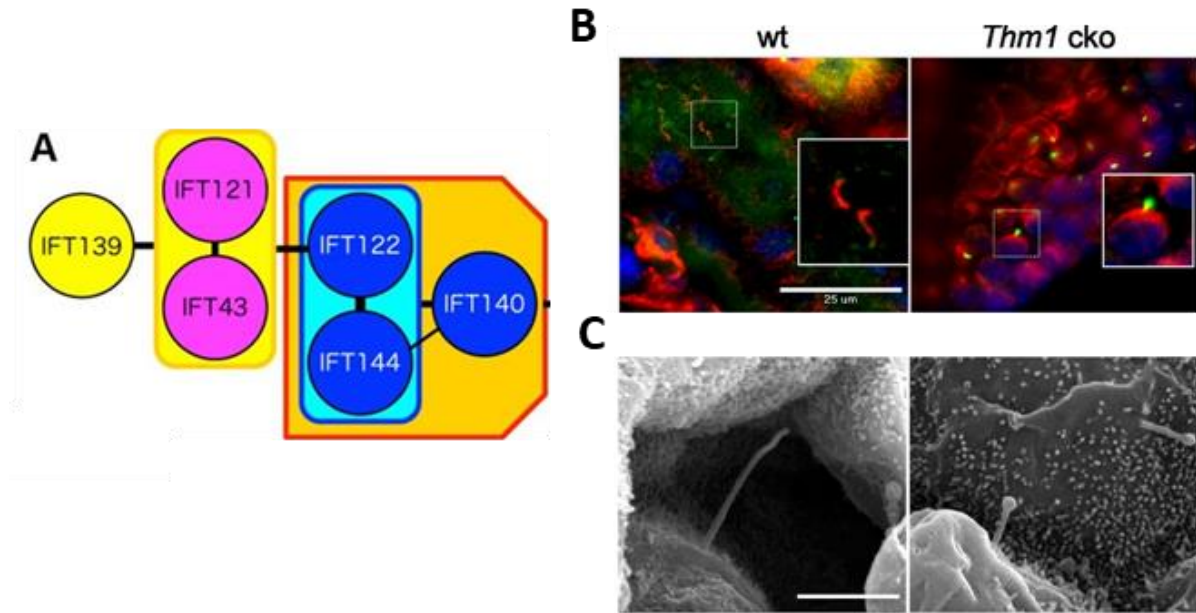 A
IFT139
IFT121
IFT43
IFT122
IFT144
IFT140
B
wt
Thm1 cko
25 um
C